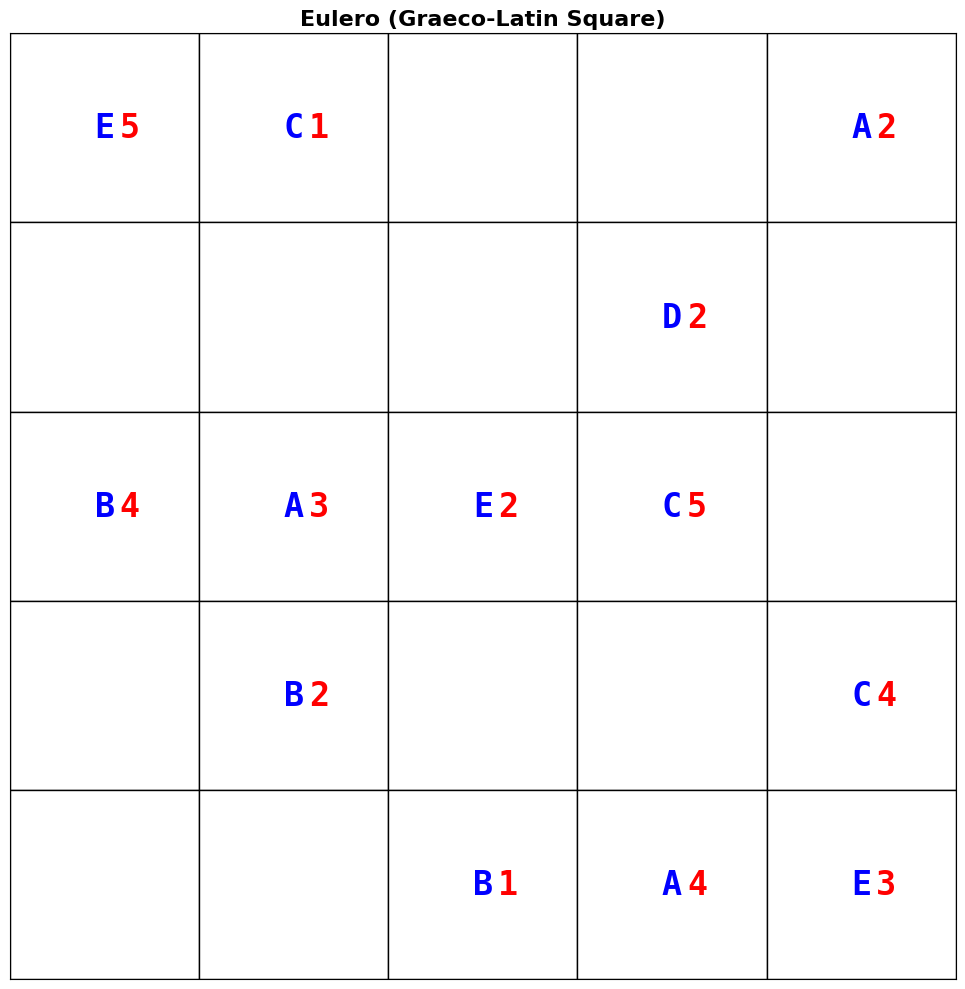 Eulero (Graeco-Latin Square)
E5 C1 A2
D2
B4 A3 E2 C5
B2 C4
B1 A4 E3